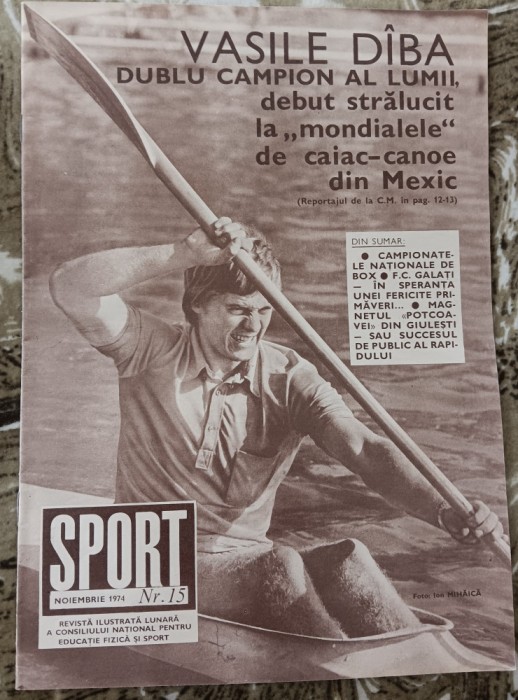 VASILE DÎBA
DUBLU CAMPION AL LUMII,
debut strălucit
la „mondialele“
de caiac-canoe
din Mexic
(Reportajul de la C.M. în pag. 12-13)
DIN SUMAR:
● CAMPIONATE-
LE NAȚIONALE DE
BOX ● F.C. GALAȚI
— ÎN SPERANTA
UNEI FERICITE PRI-
MĂVERI... ● MAG-
NETUL «POTCOA-
VEI» DIN GIULEȘTI
— SAU SUCCESUL
DE PUBLIC AL RAPI-
DULUI
SPORT
NOIEMBRIE 1974 Nr. 15
REVISTĂ ILUSTRATĂ LUNARĂ
A CONSILIULUI NAȚIONAL PENTRU
EDUCAȚIE FIZICĂ ȘI SPORT
Foto: Ion MIHĂICĂ